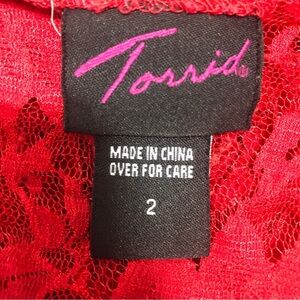 Torrid
MADE IN CHINA
OVER FOR CARE
2